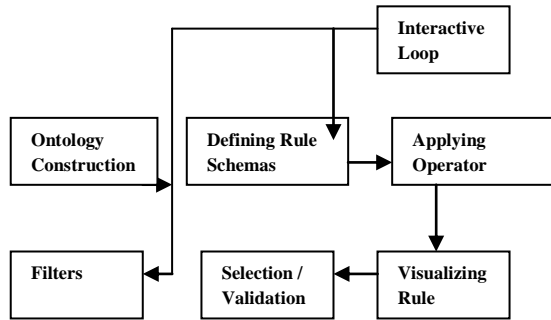 Interactive
Loop
Ontology
Construction
Defining Rule
Schemas
Applying
Operator
Filters
Selection /
Validation
Visualizing
Rule